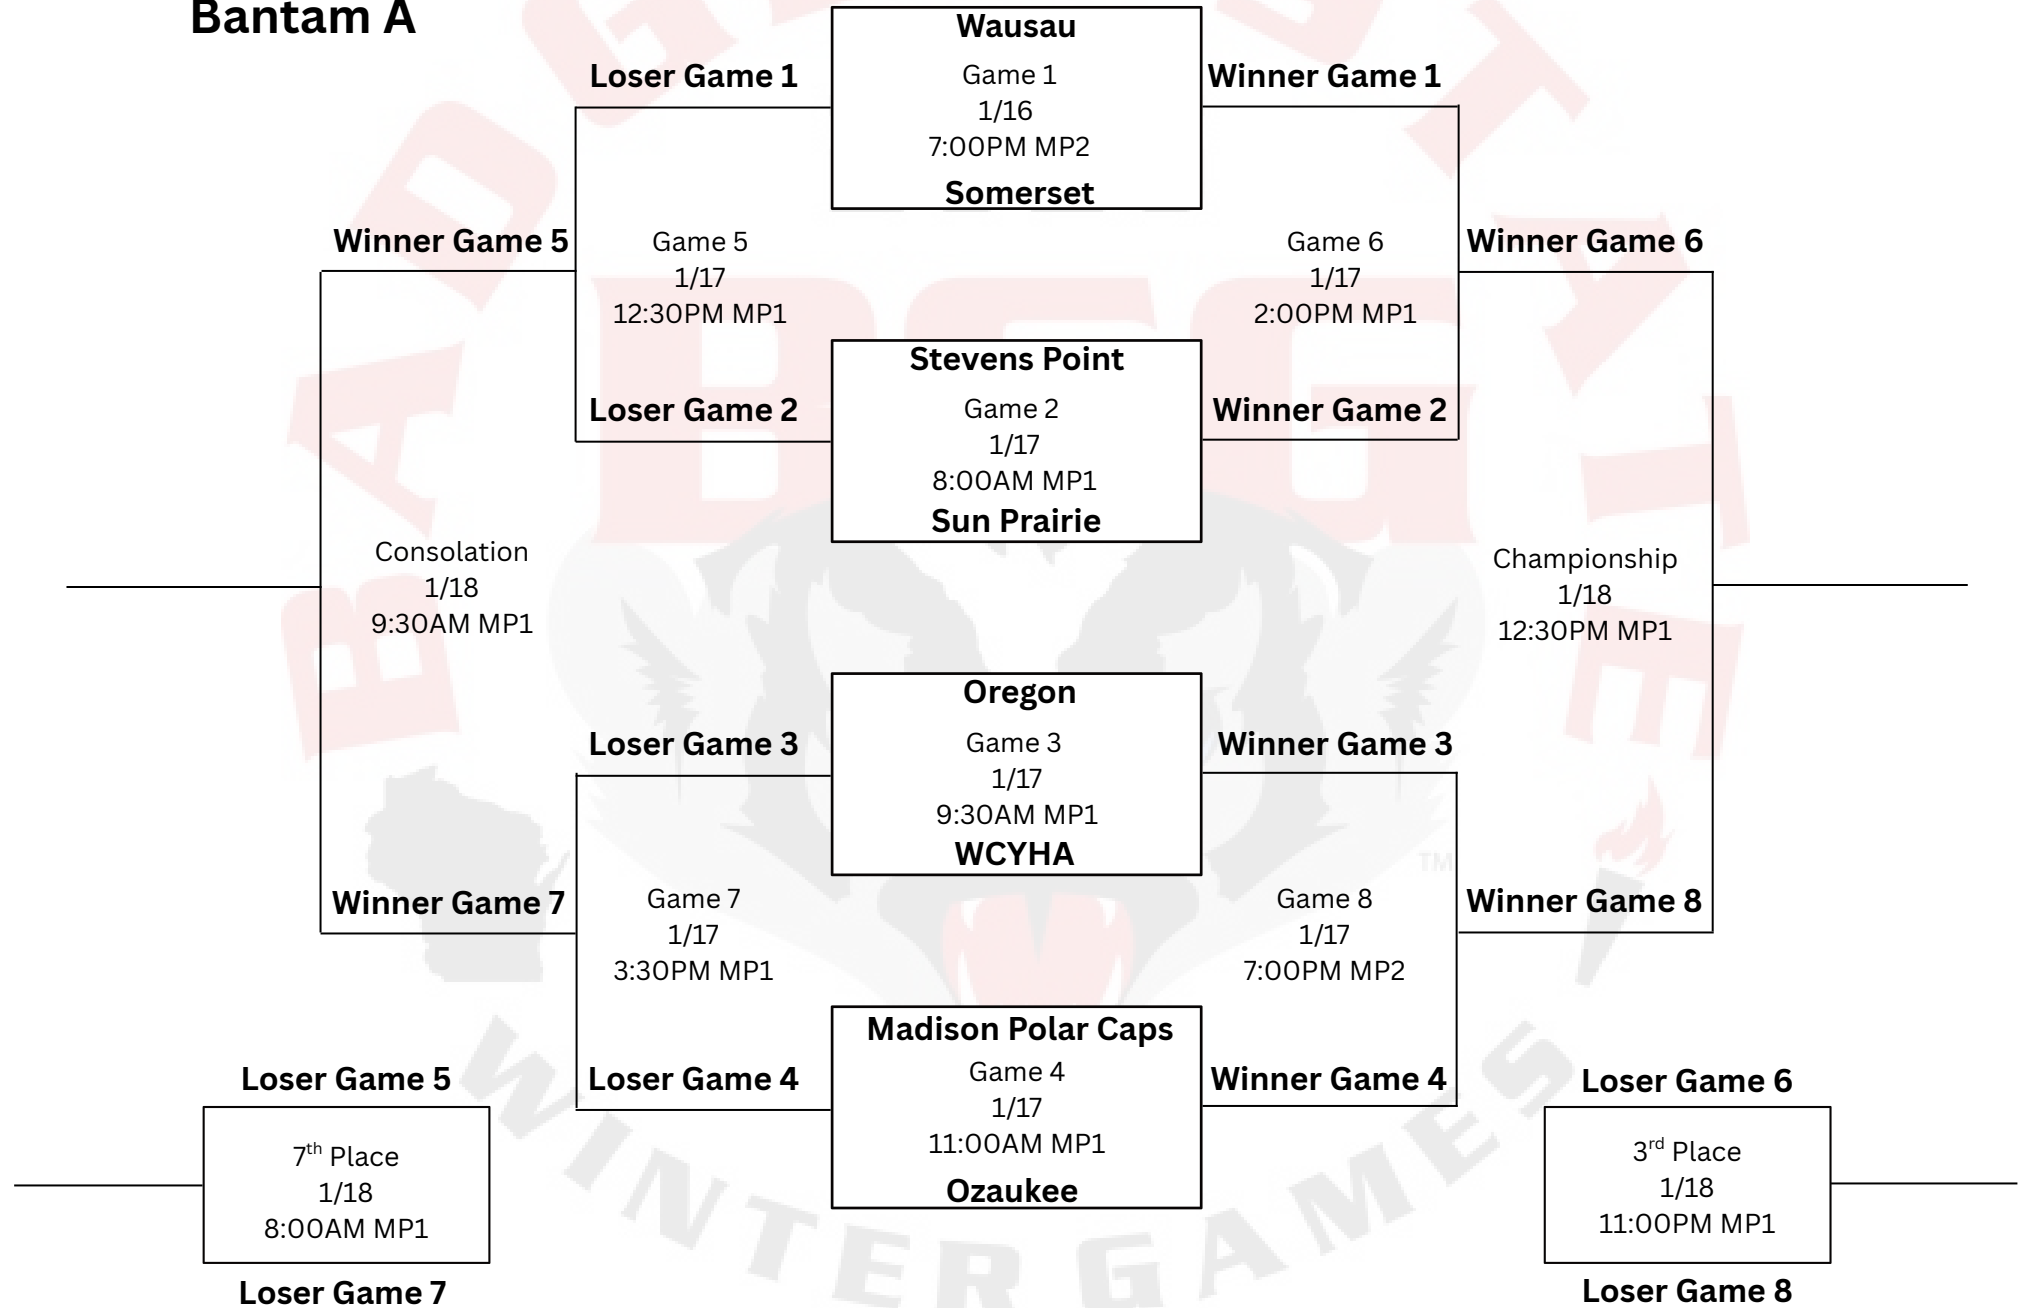 Bantam A
Wausau
Game 1
1/16
7:00PM MP2
Somerset
Loser Game 1
Winner Game 1
Winner Game 5
Game 5
1/17
12:30PM MP1
Game 6
1/17
2:00PM MP1
Winner Game 6
Stevens Point
Game 2
1/17
8:00AM MP1
Sun Prairie
Loser Game 2
Winner Game 2
Consolation
1/18
9:30AM MP1
Championship
1/18
12:30PM MP1
Oregon
Game 3
1/17
9:30AM MP1
WCYHA
Loser Game 3
Winner Game 3
Winner Game 7
Game 7
1/17
3:30PM MP1
Game 8
1/17
7:00PM MP2
Winner Game 8
Madison Polar Caps
Game 4
1/17
11:00AM MP1
Ozaukee
Loser Game 4
Winner Game 4
Loser Game 5
7th Place
1/18
8:00AM MP1
Loser Game 7
Loser Game 6
3rd Place
1/18
11:00PM MP1
Loser Game 8
BADGER STATE
BSG
TM
WINTER GAMES